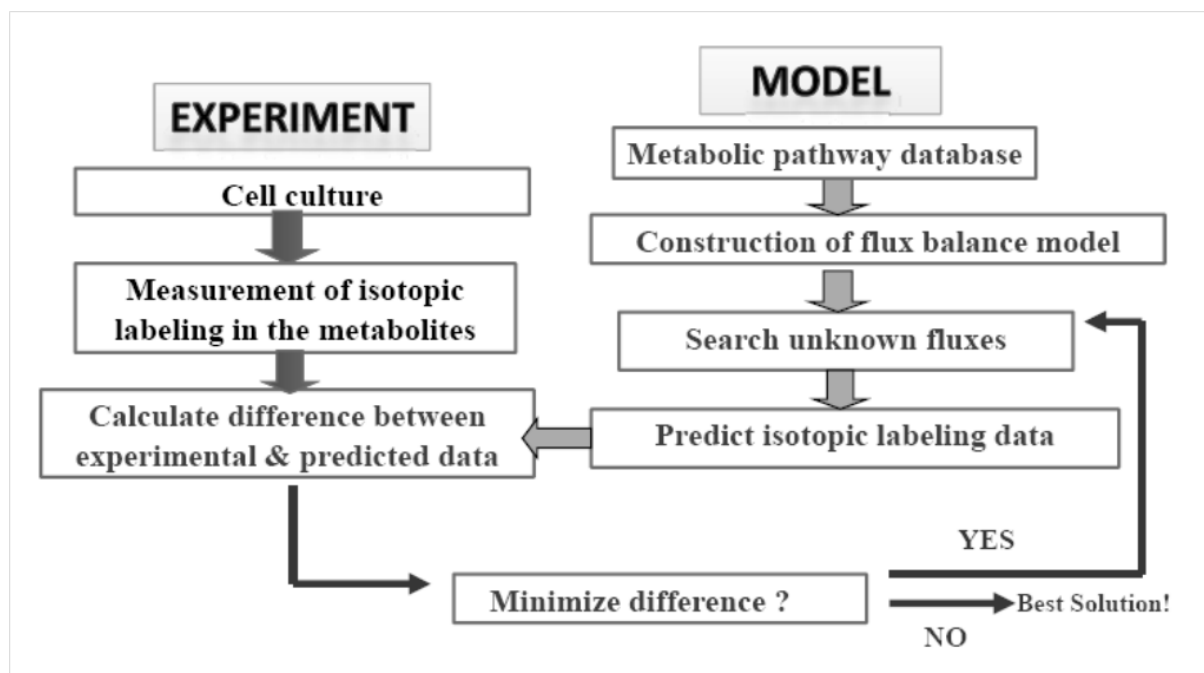 EXPERIMENT
Cell culture
Measurement of isotopic
labeling in the metabolites
Calculate difference between
experimental & predicted data
MODEL
Metabolic pathway database
Construction of flux balance model
Search unknown fluxes
Predict isotopic labeling data
Minimize difference ?
YES
Best Solution!
NO